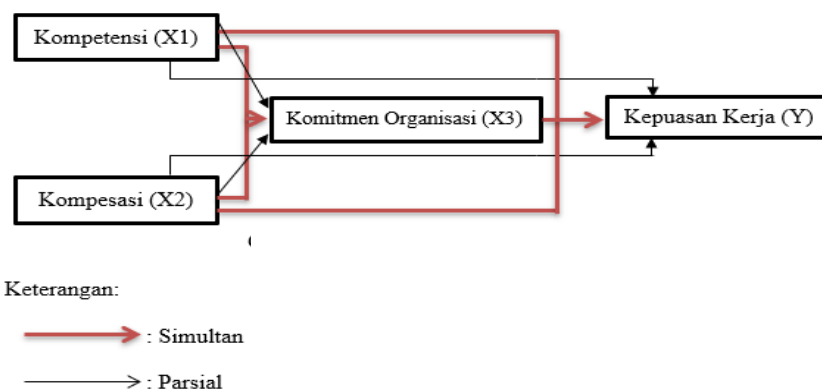 Kompetensi (X1)
Komitmen Organisasi (X3)
Kepuasan Kerja (Y)
Kompesasi (X2)
Keterangan:
: Simultan
: Parsial